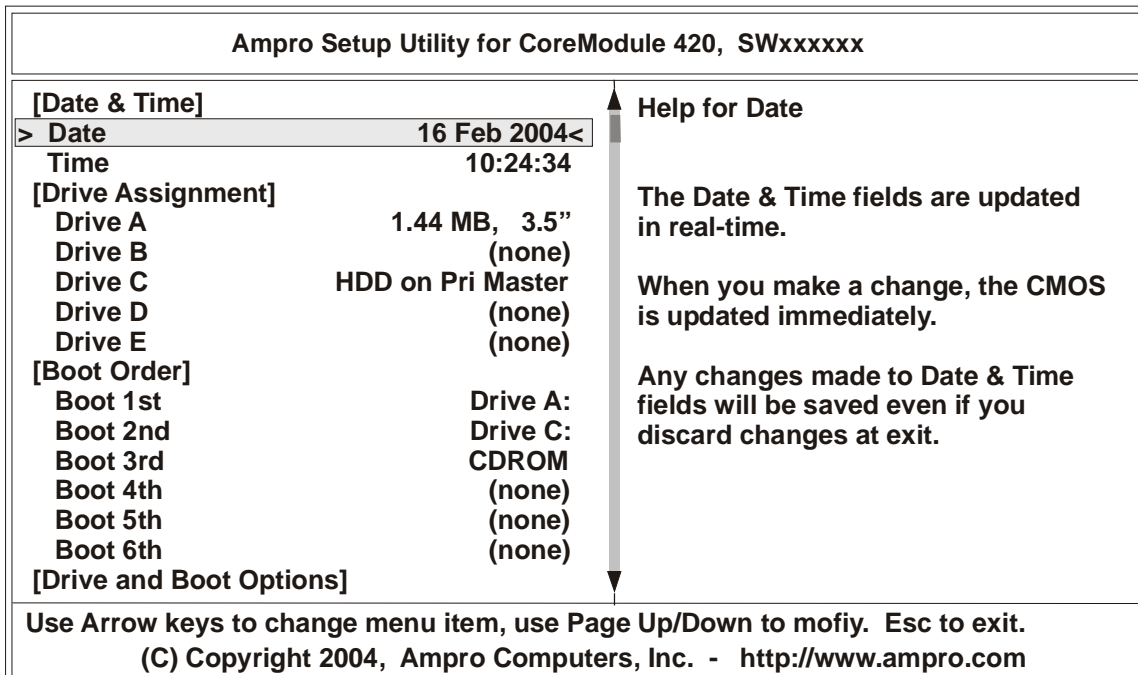 Ampro Setup Utility for CoreModule 420, SWxxxxxx
[Date & Time]
> Date 16 Feb 2004<
Time 10:24:34
[Drive Assignment]
Drive A 1.44 MB, 3.5”
Drive B (none)
Drive C HDD on Pri Master
Drive D (none)
Drive E (none)
[Boot Order]
Boot 1st Drive A:
Boot 2nd Drive C:
Boot 3rd CDROM
Boot 4th (none)
Boot 5th (none)
Boot 6th (none)
[Drive and Boot Options]
Help for Date
The Date & Time fields are updated
in real-time.
When you make a change, the CMOS
is updated immediately.
Any changes made to Date & Time
fields will be saved even if you
discard changes at exit.
Use Arrow keys to change menu item, use Page Up/Down to mofiy. Esc to exit.
(C) Copyright 2004, Ampro Computers, Inc. - http://www.ampro.com